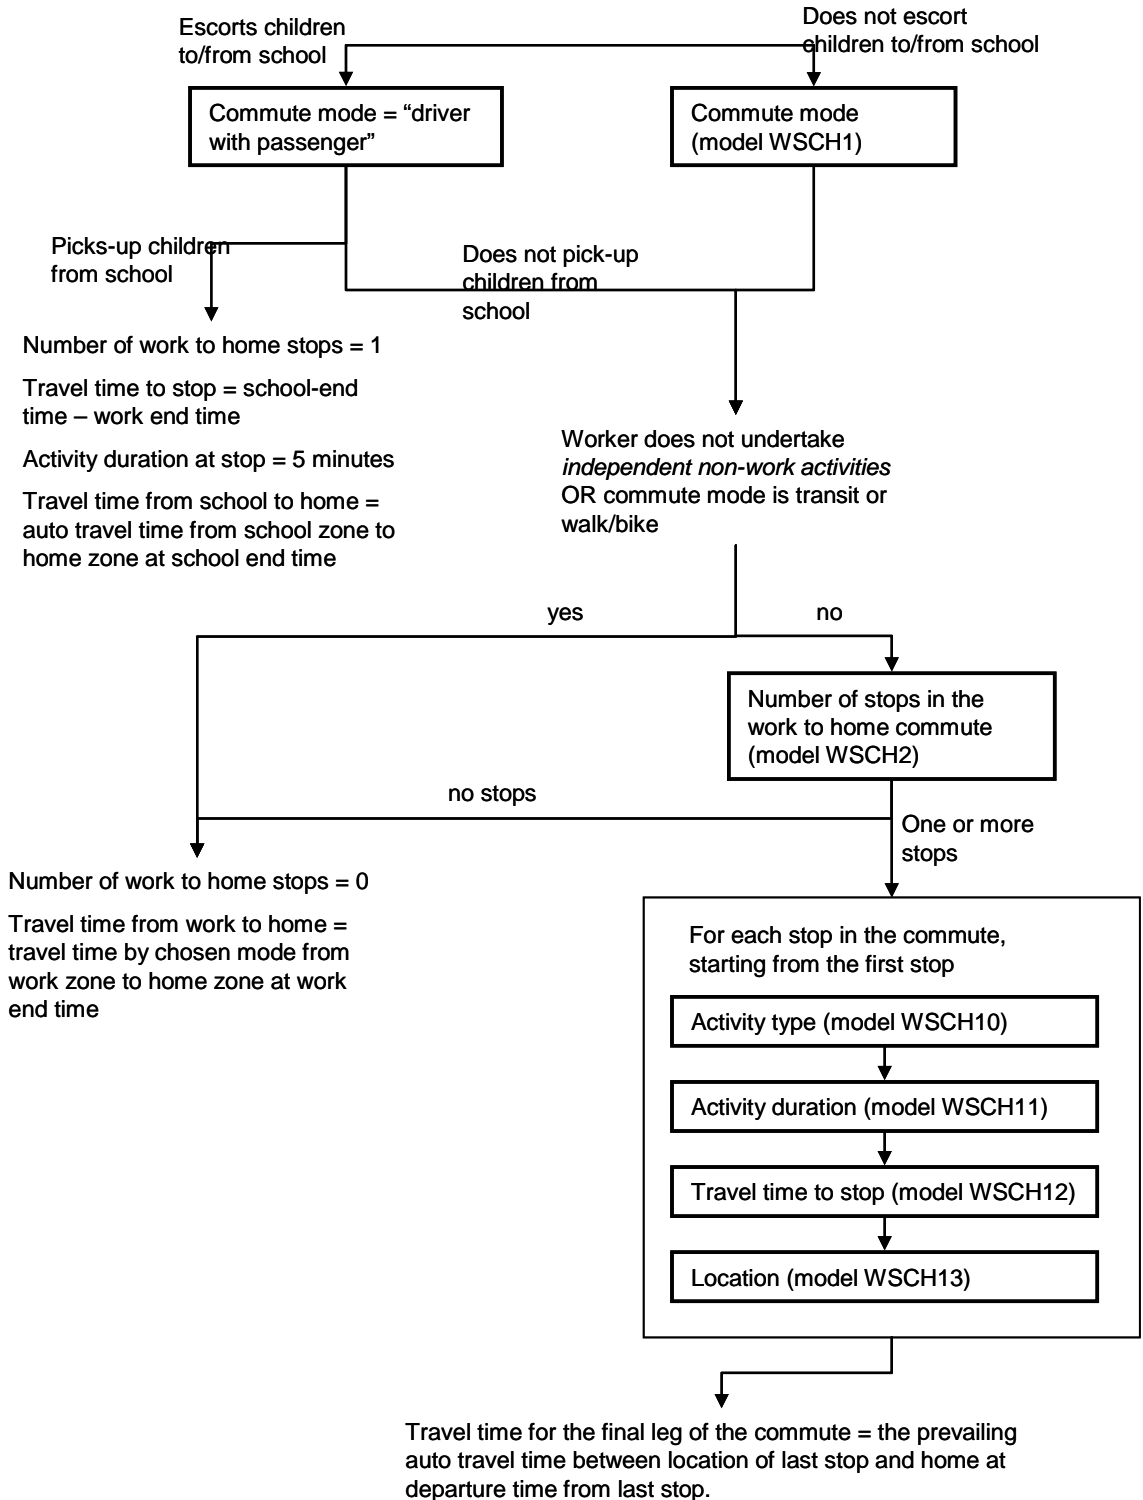 Escorts children
to/from school
Does not escort
children to/from school
Commute mode = “driver
with passenger”
Commute mode
(model WSCH1)
Picks-up children
from school
Does not pick-up
children from
school
Number of work to home stops = 1
Travel time to stop = school-end
time – work end time
Activity duration at stop = 5 minutes
Travel time from school to home =
auto travel time from school zone to
home zone at school end time
Worker does not undertake
independent non-work activities
OR commute mode is transit or
walk/bike
yes
no
Number of stops in the
work to home commute
(model WSCH2)
no stops
One or more
stops
Number of work to home stops = 0
Travel time from work to home =
travel time by chosen mode from
work zone to home zone at work
end time
For each stop in the commute,
starting from the first stop
Activity type (model WSCH10)
Activity duration (model WSCH11)
Travel time to stop (model WSCH12)
Location (model WSCH13)
Travel time for the final leg of the commute = the prevailing
auto travel time between location of last stop and home at
departure time from last stop.